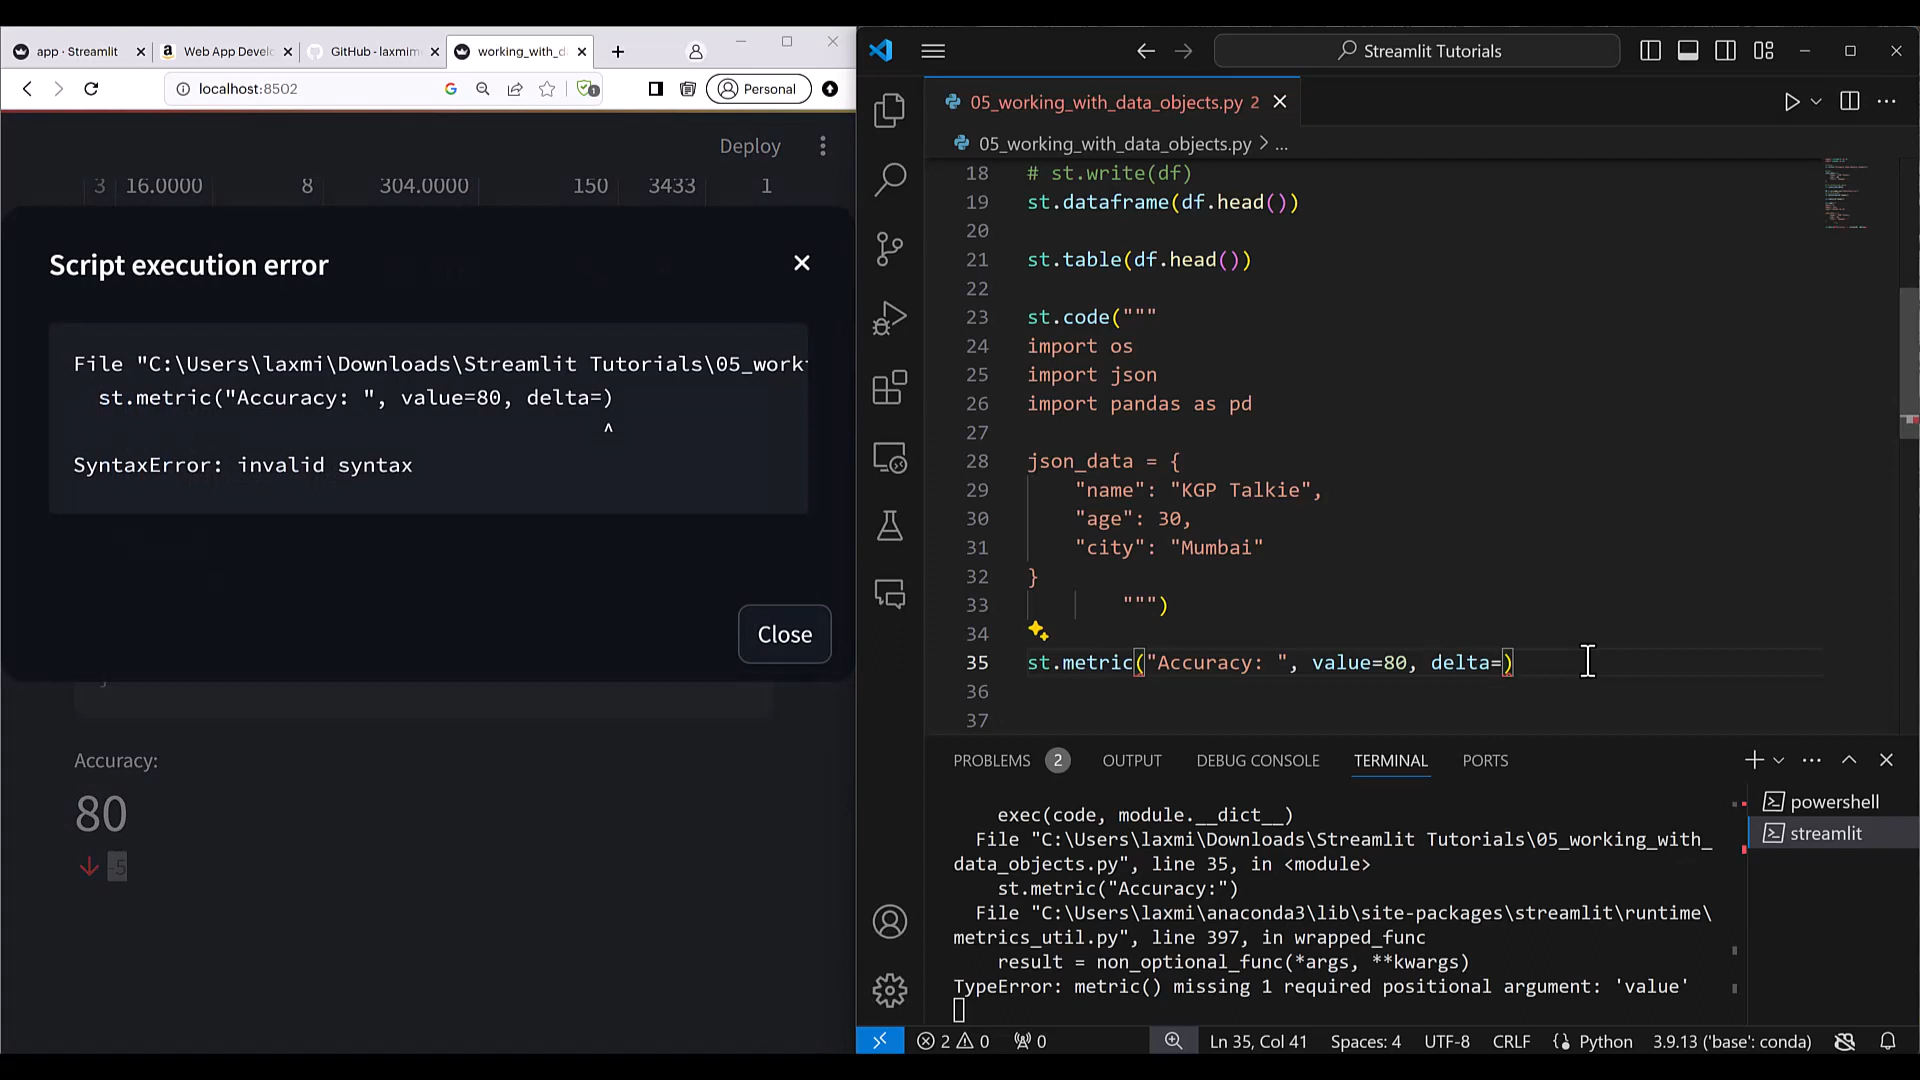 app · Streamlit
Web App Devel
GitHub - laxmim
working_with_d
localhost:8502
Personal
Deploy
3 16.0000 8 304.0000 150 3433 1
Script execution error
File "C:\Users\laxmi\Downloads\Streamlit Tutorials\05_work
st.metric("Accuracy: ", value=80, delta=)
^
SyntaxError: invalid syntax
Close
Accuracy:
80
-5
Streamlit Tutorials
05_working_with_data_objects.py 2
05_working_with_data_objects.py > ...
18 # st.write(df)
19 st.dataframe(df.head())
20
21 st.table(df.head())
22
23 st.code("""
24 import os
25 import json
26 import pandas as pd
27
28 json_data = {
29 "name": "KGP Talkie",
30 "age": 30,
31 "city": "Mumbai"
32 }
33 """)
34
35 st.metric("Accuracy: ", value=80, delta=)
36
37
PROBLEMS 2 OUTPUT DEBUG CONSOLE TERMINAL PORTS
exec(code, module.__dict__)
File "C:\Users\laxmi\Downloads\Streamlit Tutorials\05_working_with_
data_objects.py", line 35, in <module>
st.metric("Accuracy:")
File "C:\Users\laxmi\anaconda3\lib\site-packages\streamlit\runtime\
metrics_util.py", line 397, in wrapped_func
result = non_optional_func(*args, **kwargs)
TypeError: metric() missing 1 required positional argument: 'value'
powershell
streamlit
2 0 0 Ln 35, Col 41 Spaces: 4 UTF-8 CRLF Python 3.9.13 ('base': conda)